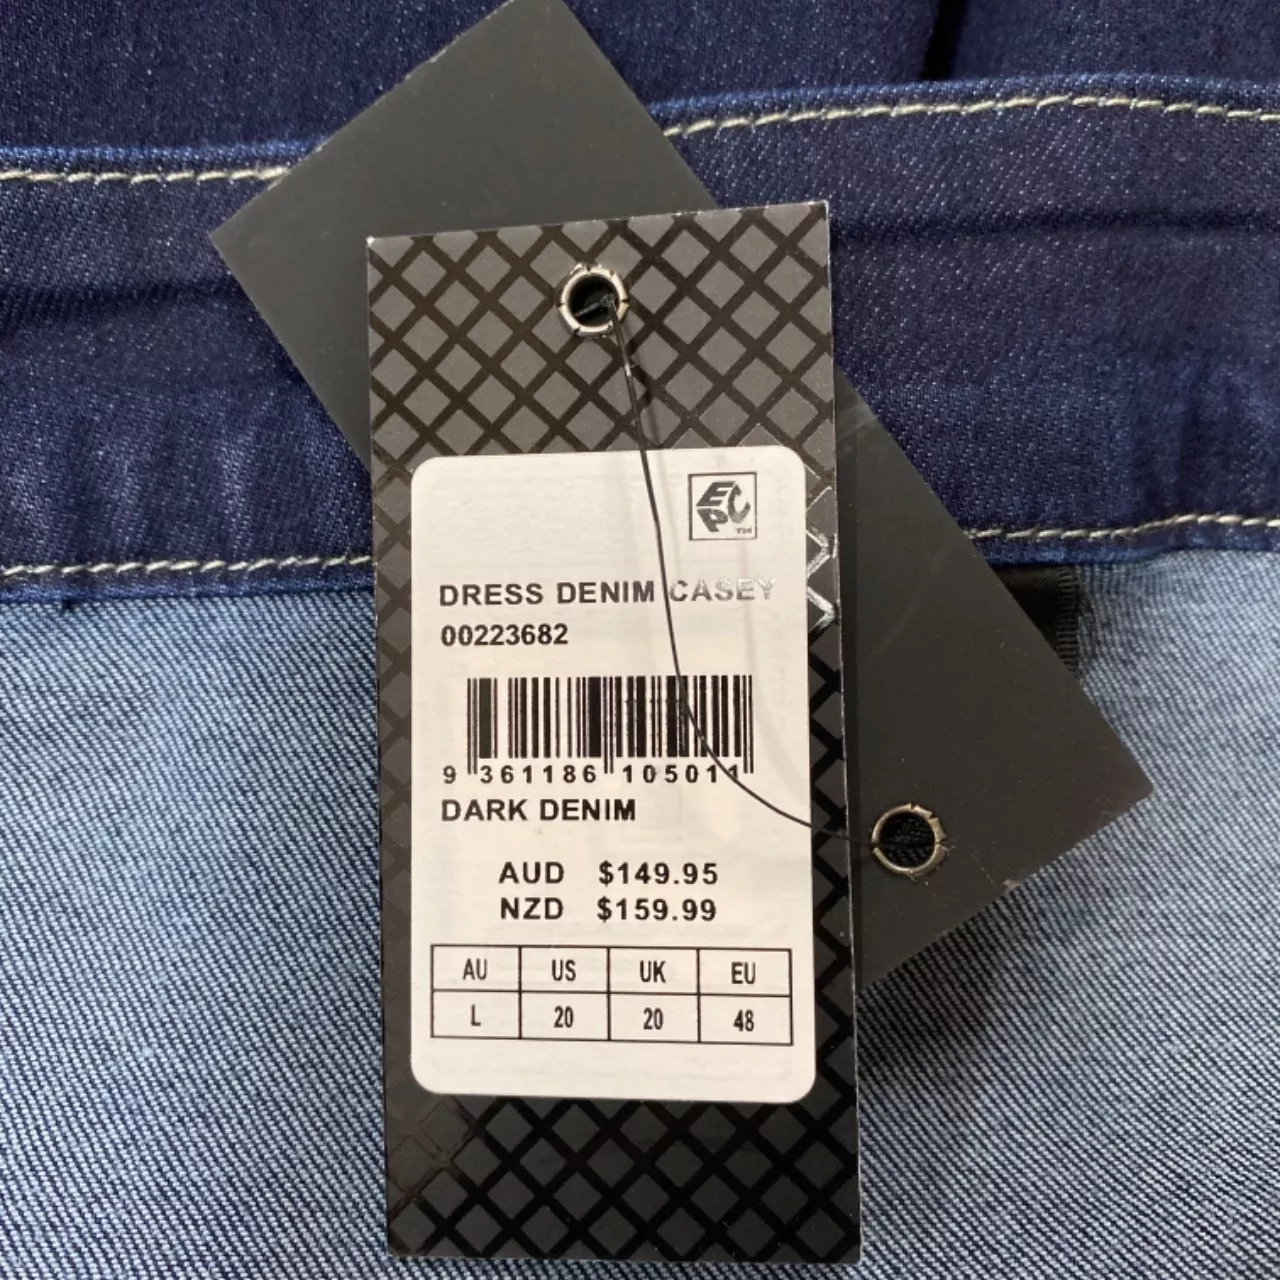 EPC™
DRESS DENIM CASEY
00223682
9 361186 105011
DARK DENIM
AUD $149.95
NZD $159.99
AU US UK EU
L 20 20 48